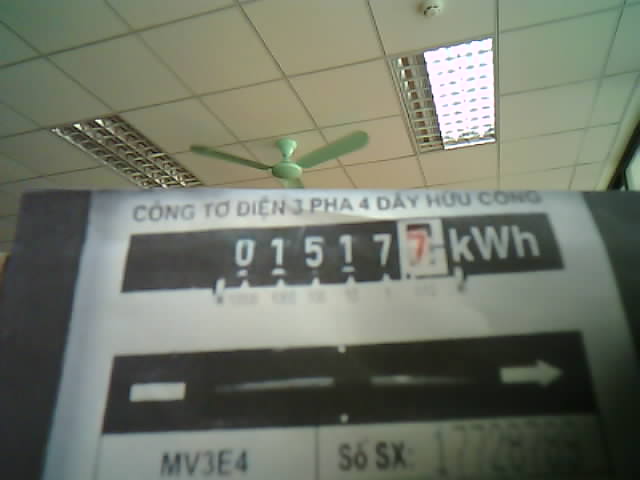 CÔNG TƠ ĐIỆN 3 PHA 4 DÂY HỮU CÔNG
015177 kWh
MV3E4
Số SX: